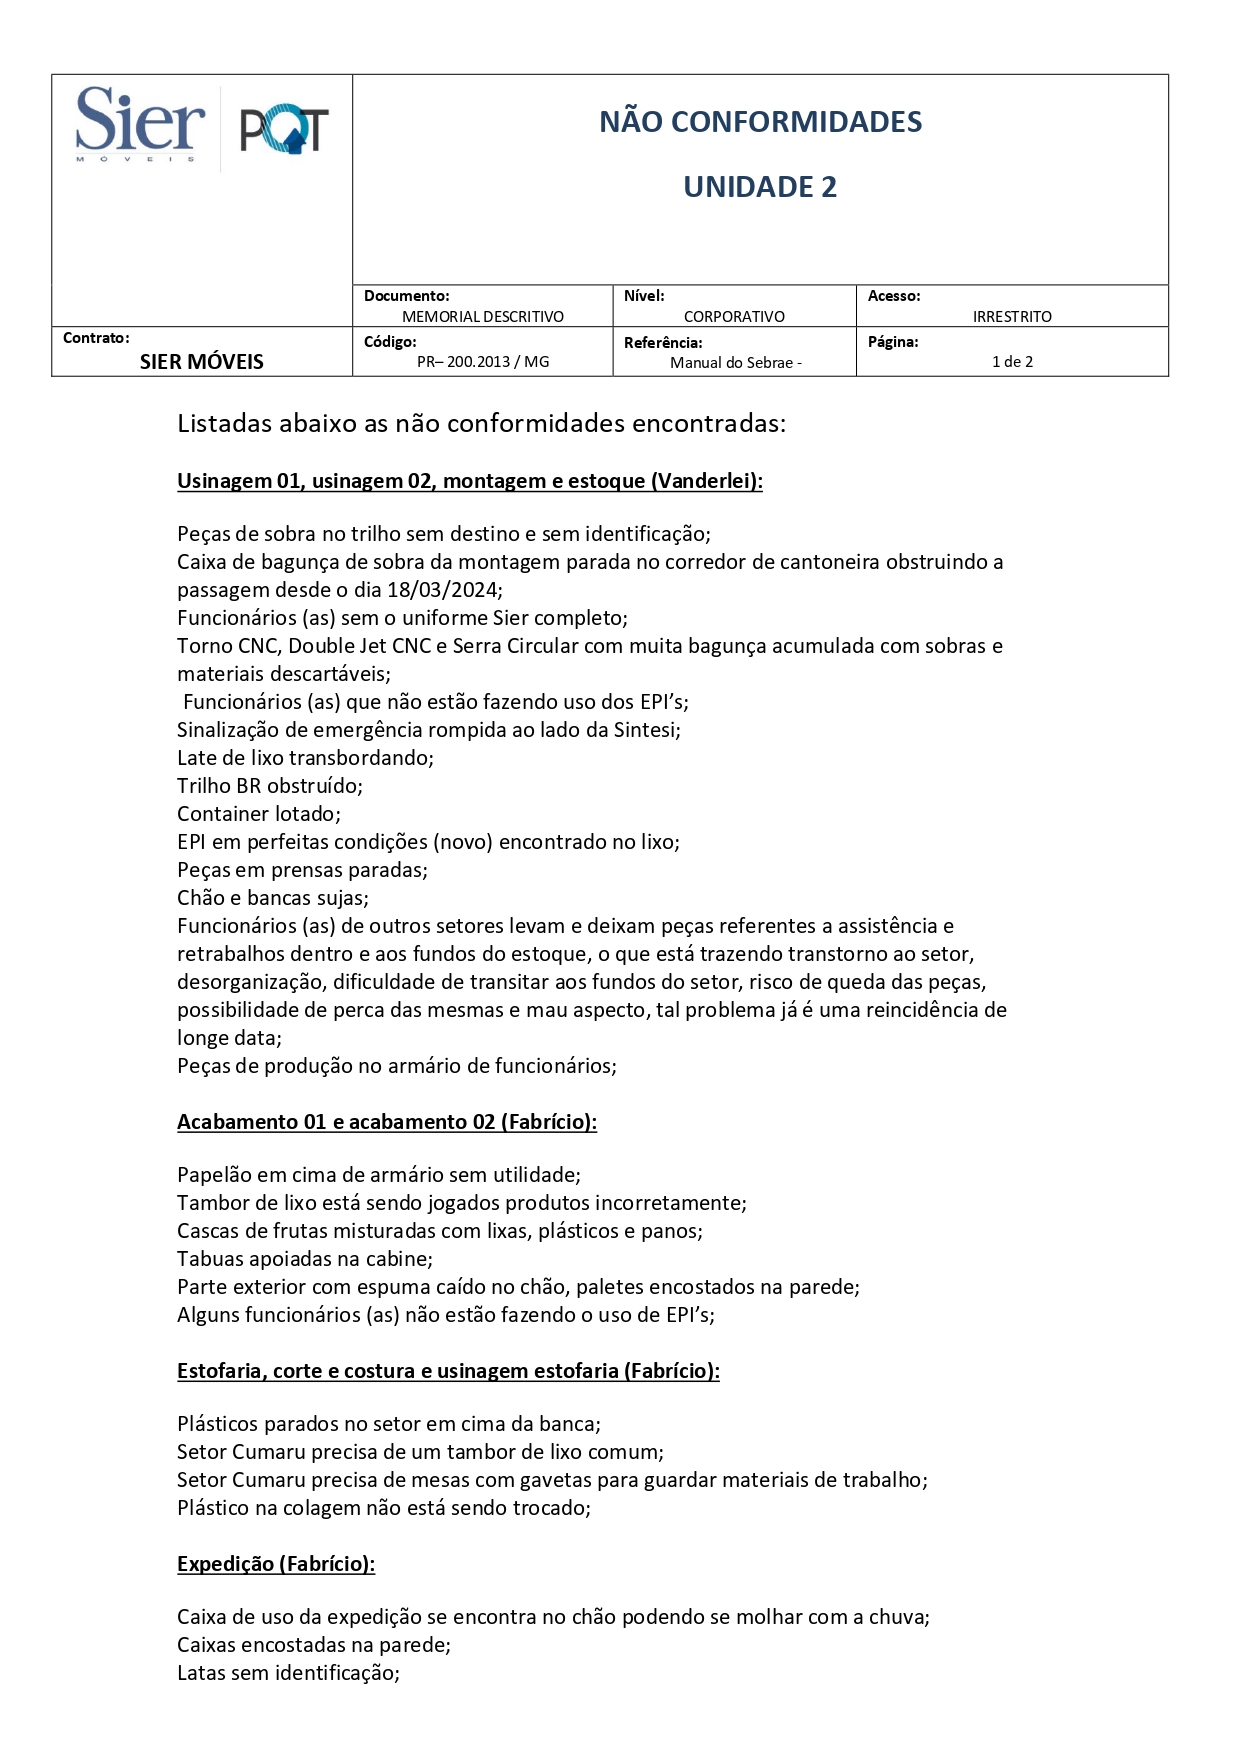 Sier
MÓVEIS
PQT
NÃO CONFORMIDADES
UNIDADE 2
Documento:
MEMORIAL DESCRITIVO
Nível:
CORPORATIVO
Acesso:
IRRESTRITO
Contrato:
SIER MÓVEIS
Código:
PR– 200.2013 / MG
Referência:
Manual do Sebrae -
Página:
1 de 2
Listadas abaixo as não conformidades encontradas:
Usinagem 01, usinagem 02, montagem e estoque (Vanderlei):
Peças de sobra no trilho sem destino e sem identificação;
Caixa de bagunça de sobra da montagem parada no corredor de cantoneira obstruindo a
passagem desde o dia 18/03/2024;
Funcionários (as) sem o uniforme Sier completo;
Torno CNC, Double Jet CNC e Serra Circular com muita bagunça acumulada com sobras e
materiais descartáveis;
Funcionários (as) que não estão fazendo uso dos EPI’s;
Sinalização de emergência rompida ao lado da Sintesi;
Late de lixo transbordando;
Trilho BR obstruído;
Container lotado;
EPI em perfeitas condições (novo) encontrado no lixo;
Peças em prensas paradas;
Chão e bancas sujas;
Funcionários (as) de outros setores levam e deixam peças referentes a assistência e
retrabalhos dentro e aos fundos do estoque, o que está trazendo transtorno ao setor,
desorganização, dificuldade de transitar aos fundos do setor, risco de queda das peças,
possibilidade de perca das mesmas e mau aspecto, tal problema já é uma reincidência de
longe data;
Peças de produção no armário de funcionários;
Acabamento 01 e acabamento 02 (Fabrício):
Papelão em cima de armário sem utilidade;
Tambor de lixo está sendo jogados produtos incorretamente;
Cascas de frutas misturadas com lixas, plásticos e panos;
Tabuas apoiadas na cabine;
Parte exterior com espuma caído no chão, paletes encostados na parede;
Alguns funcionários (as) não estão fazendo o uso de EPI’s;
Estofaria, corte e costura e usinagem estofaria (Fabrício):
Plásticos parados no setor em cima da banca;
Setor Cumaru precisa de um tambor de lixo comum;
Setor Cumaru precisa de mesas com gavetas para guardar materiais de trabalho;
Plástico na colagem não está sendo trocado;
Expedição (Fabrício):
Caixa de uso da expedição se encontra no chão podendo se molhar com a chuva;
Caixas encostadas na parede;
Latas sem identificação;